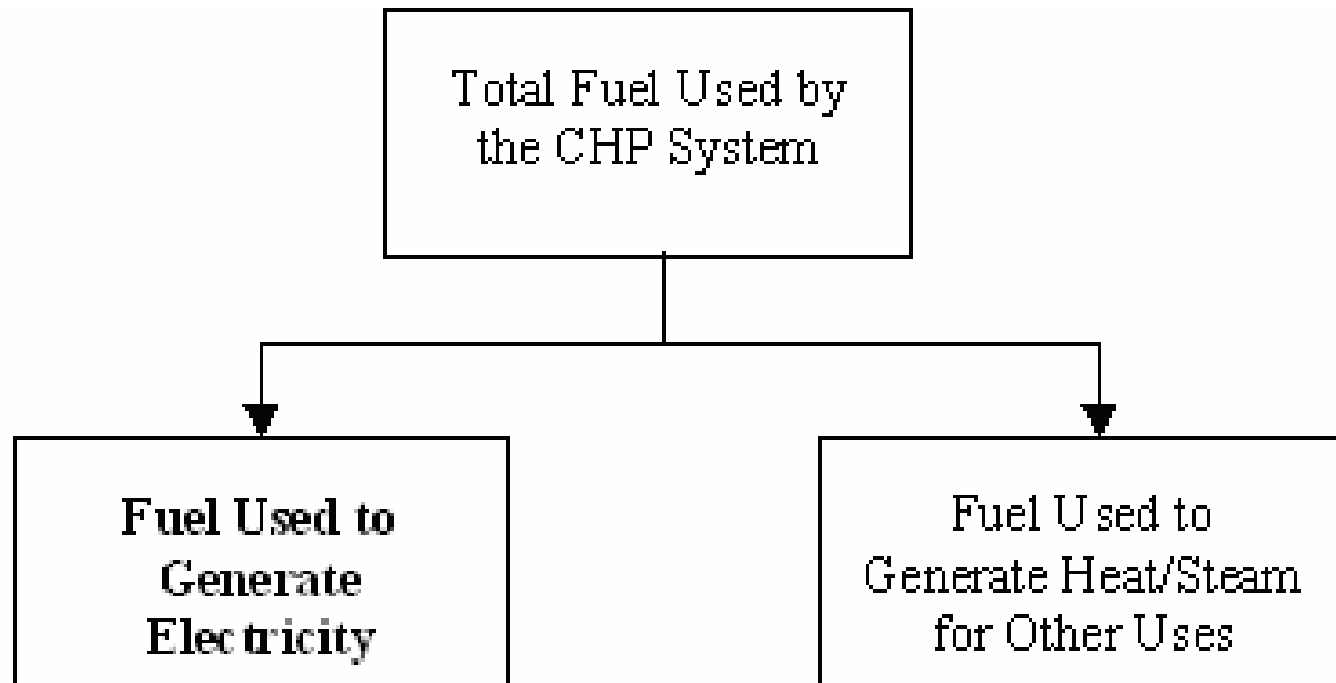 Total Fuel Used by
the CHP System
Fuel Used to
Generate
Electricity
Fuel Used to
Generate Heat/Steam
for Other Uses